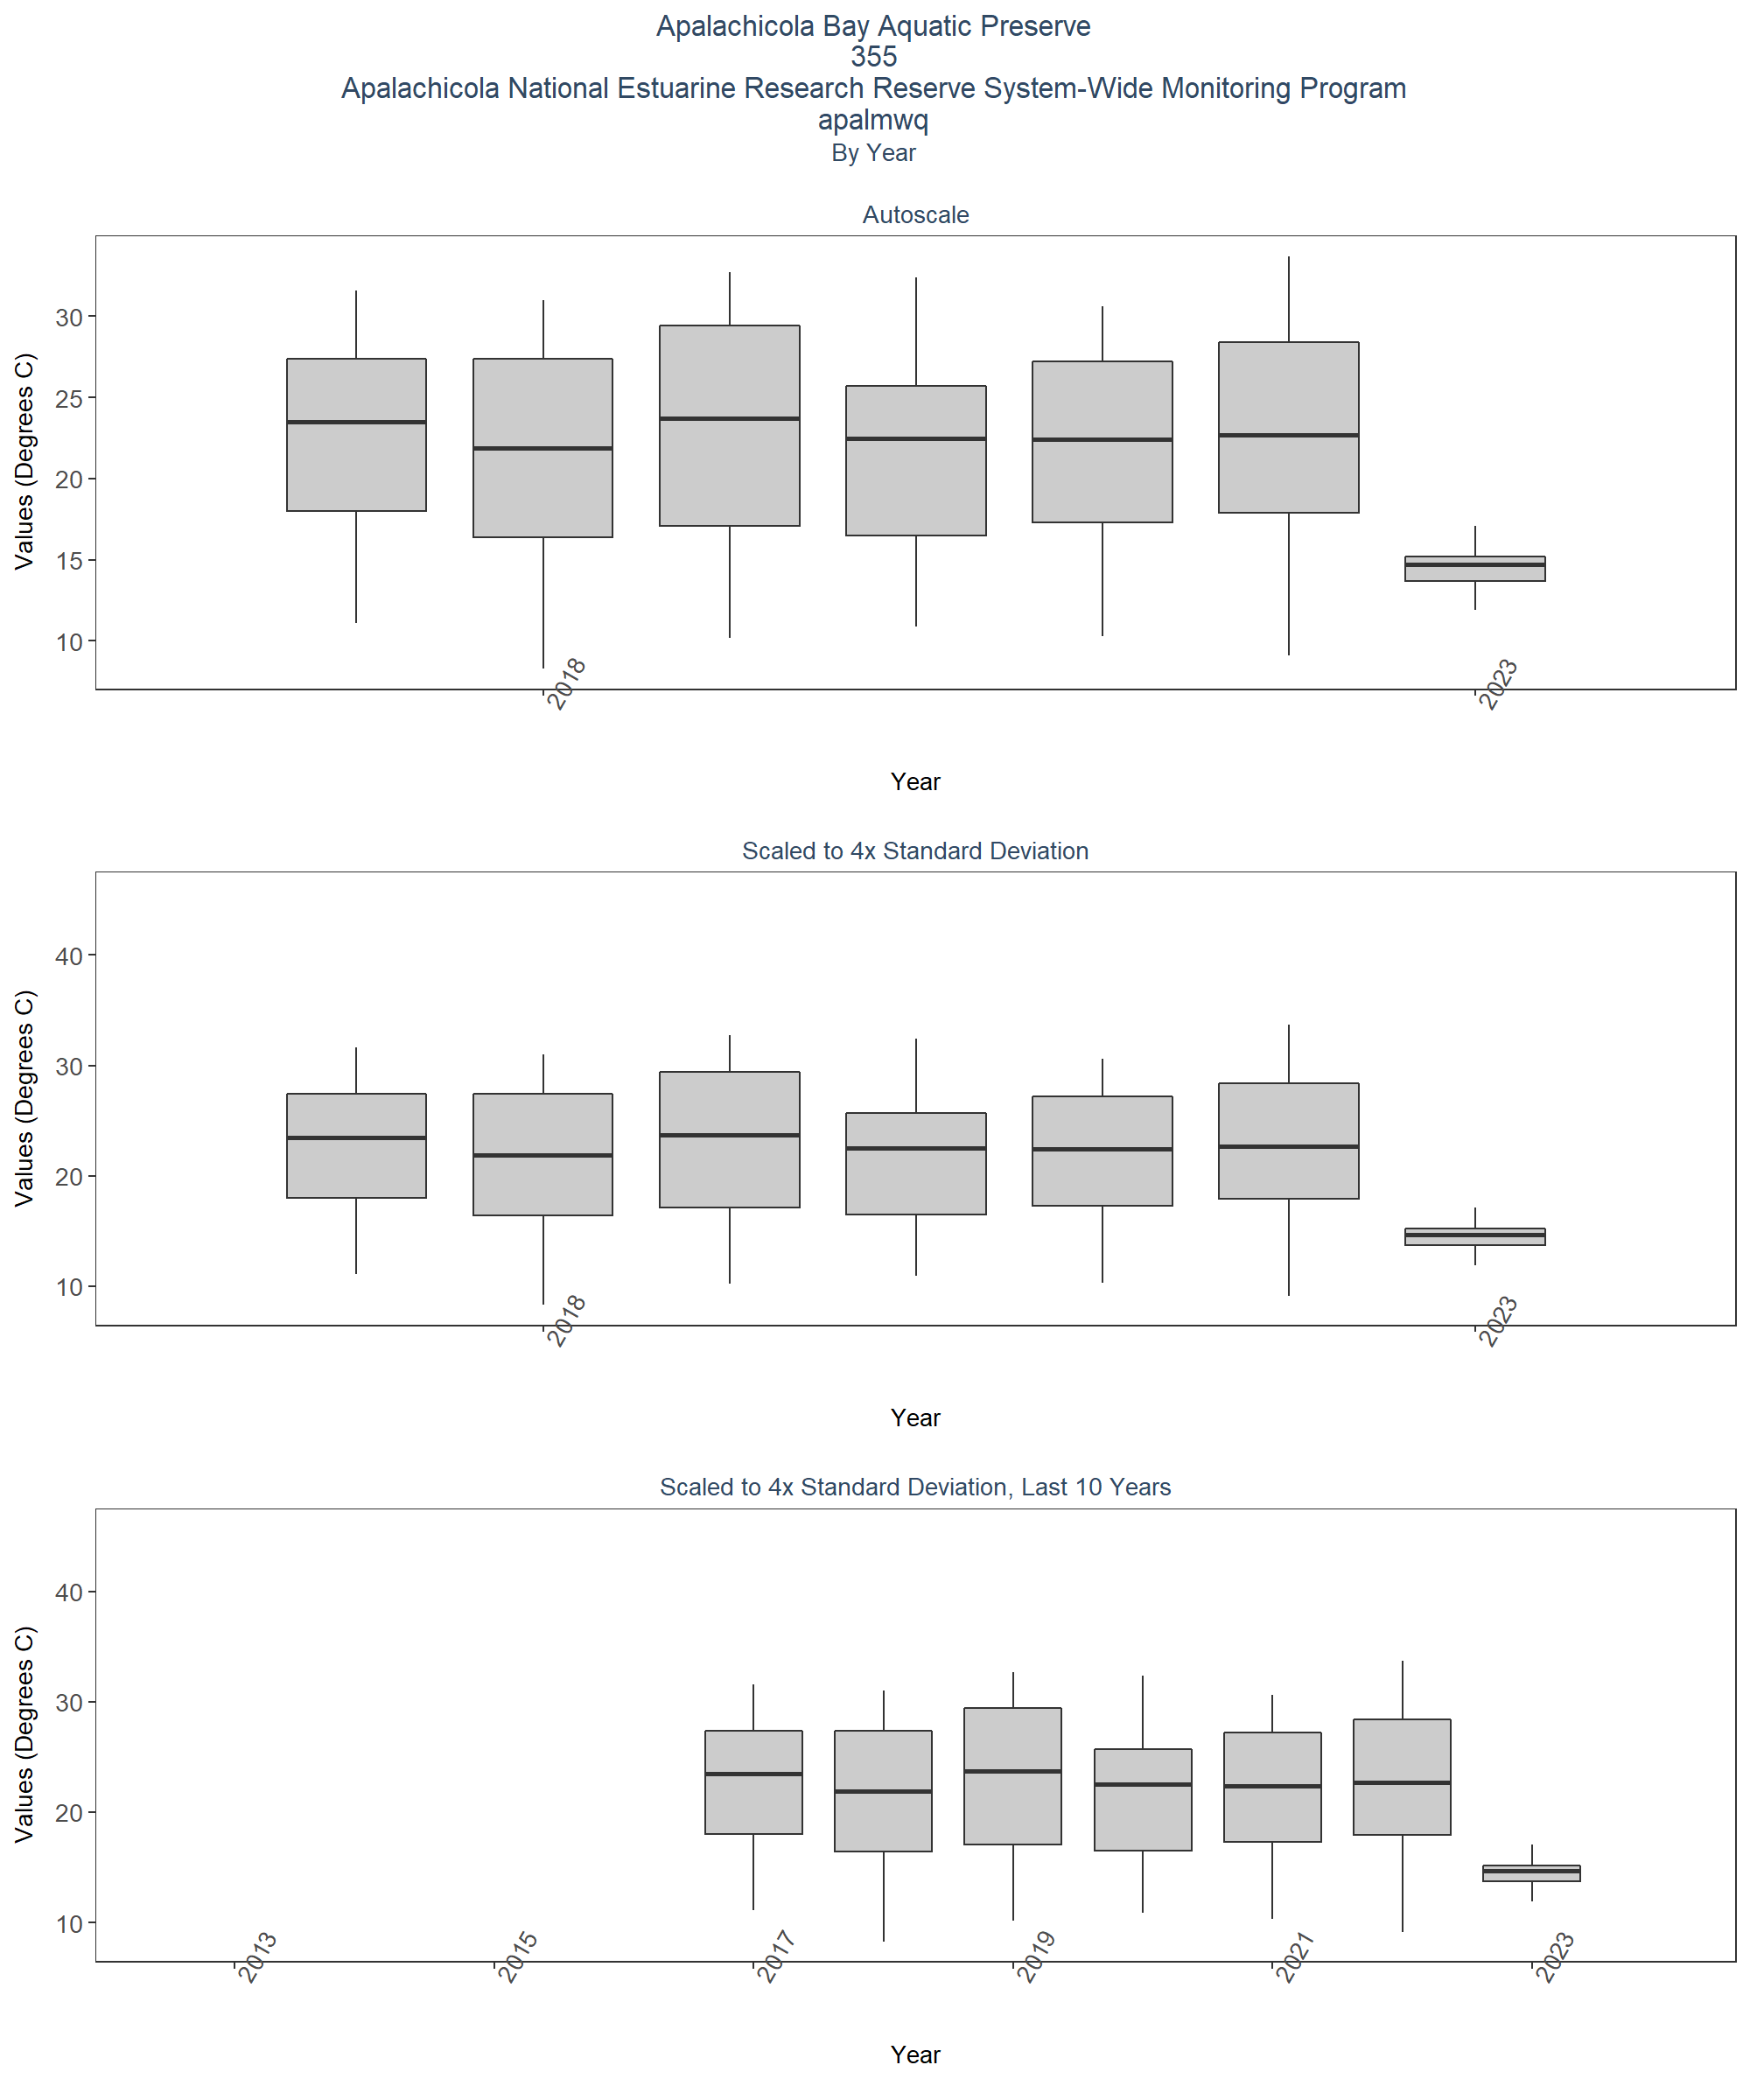 Apalachicola Bay Aquatic Preserve
355
Apalachicola National Estuarine Research Reserve System-Wide Monitoring Program
apalmwq
By Year
Autoscale
Values (Degrees C)
30
25
20
15
10
2018
2023
Year
Scaled to 4x Standard Deviation
Values (Degrees C)
40
30
20
10
2018
2023
Year
Scaled to 4x Standard Deviation, Last 10 Years
Values (Degrees C)
40
30
20
10
2013
2015
2017
2019
2021
2023
Year